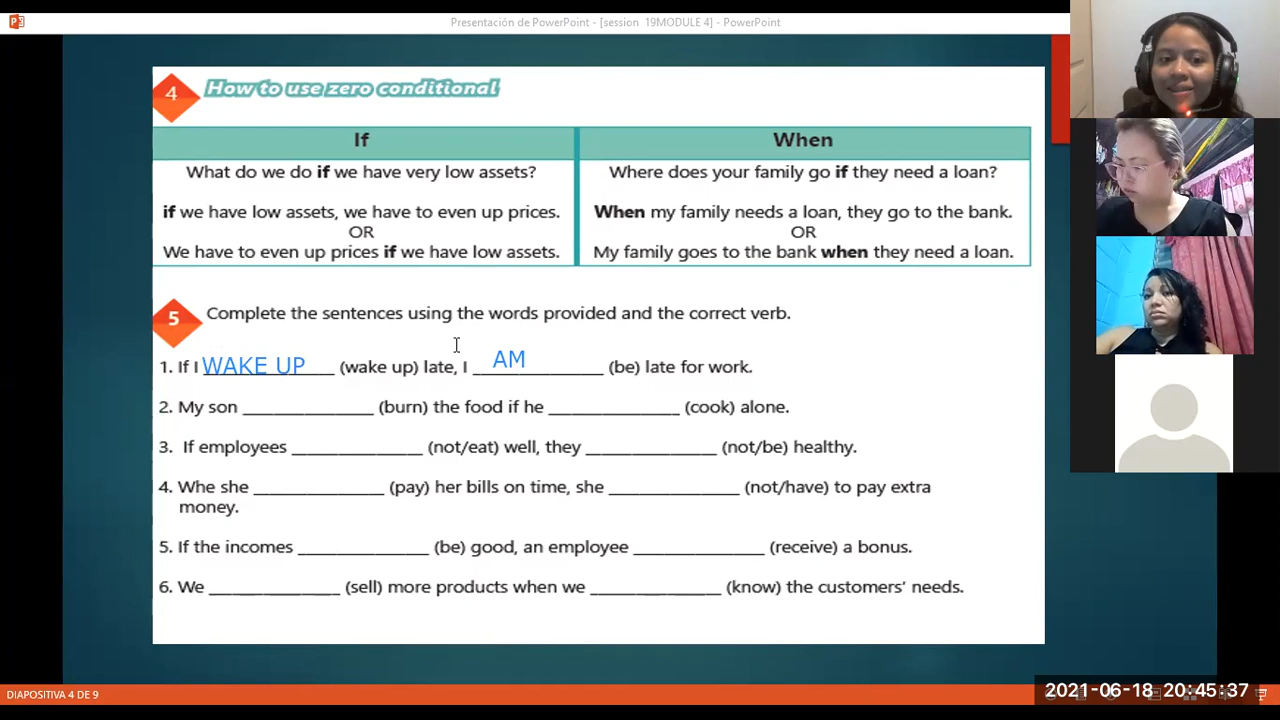 Presentación de PowerPoint - [session 19MODULE 4] - PowerPoint
4 How to use zero conditional
If When
What do we do if we have very low assets? Where does your family go if they need a loan?
if we have low assets, we have to even up prices. When my family needs a loan, they go to the bank.
OR OR
We have to even up prices if we have low assets. My family goes to the bank when they need a loan.
5 Complete the sentences using the words provided and the correct verb.
1. If I WAKE UP (wake up) late, I AM (be) late for work.
2. My son ______________ (burn) the food if he ______________ (cook) alone.
3. If employees ______________ (not/eat) well, they ______________ (not/be) healthy.
4. Whe she ______________ (pay) her bills on time, she ______________ (not/have) to pay extra
money.
5. If the incomes ______________ (be) good, an employee ______________ (receive) a bonus.
6. We ______________ (sell) more products when we ______________ (know) the customers’ needs.
DIAPOSITIVA 4 DE 9
2021-06-18 20:45:37